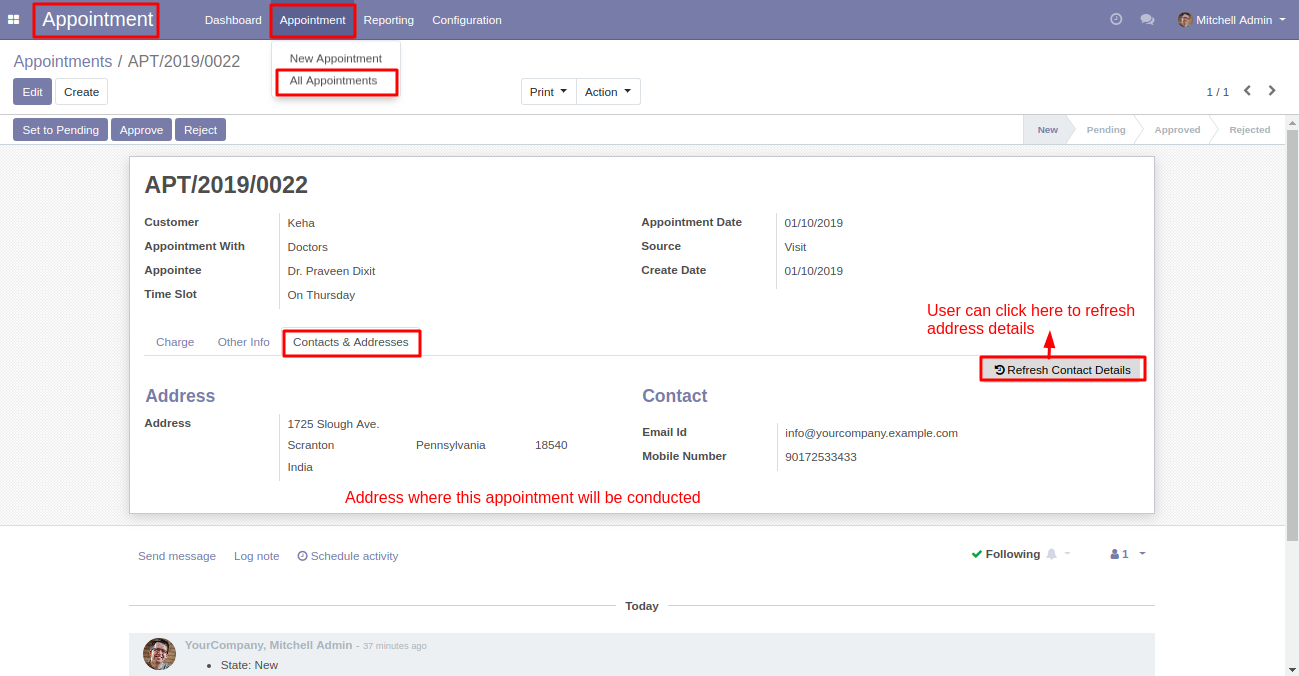 Appointment Dashboard Appointment Reporting Configuration Mitchell Admin
Appointments / APT/2019/0022
New Appointment
All Appointments
Edit Create Print Action 1 / 1
Set to Pending Approve Reject New Pending Approved Rejected
APT/2019/0022
Customer Keha Appointment Date 01/10/2019
Appointment With Doctors Source Visit
Appointee Dr. Praveen Dixit Create Date 01/10/2019
Time Slot On Thursday
User can click here to refresh
address details
Charge Other Info Contacts & Addresses
Refresh Contact Details
Address Contact
Address 1725 Slough Ave. Email Id info@yourcompany.example.com
Scranton Pennsylvania 18540 Mobile Number 90172533433
India
Address where this appointment will be conducted
Send message Log note Schedule activity Following 1
Today
YourCompany, Mitchell Admin - 37 minutes ago
• State: New